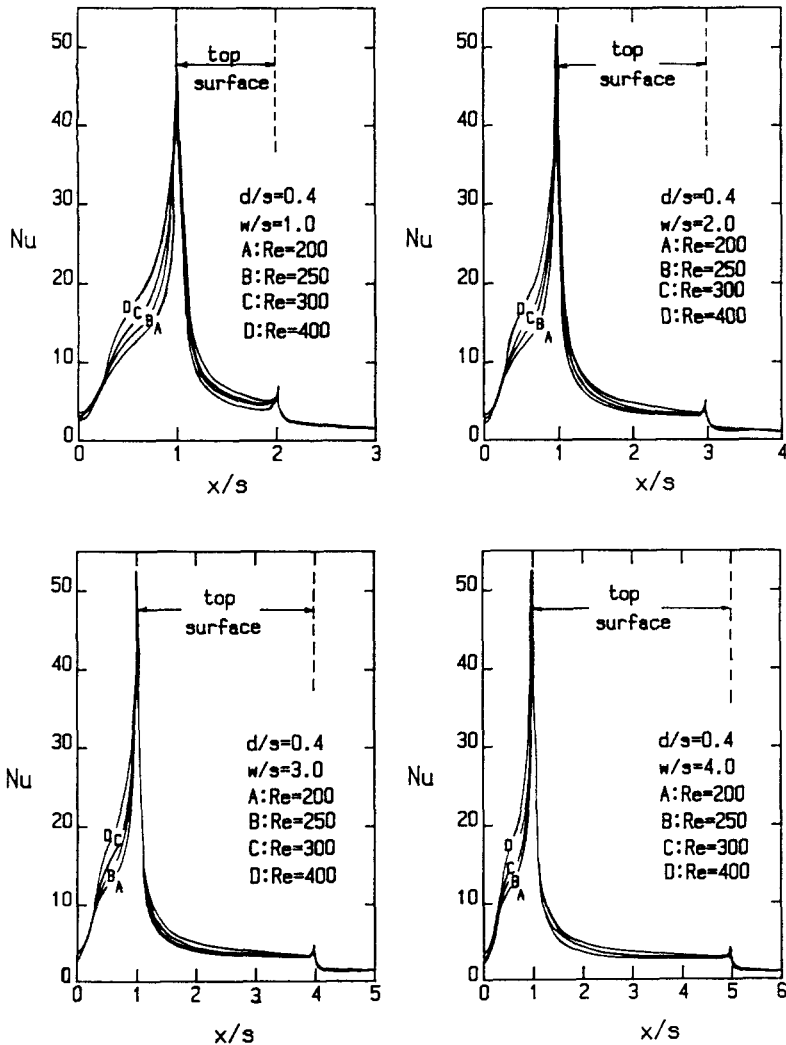 50
40
30
Nu
20
10
0
top
surface
d/s=0.4
w/s=1.0
A:Re=200
B:Re=250
C:Re=300
D:Re=400
D C B A
0 1 2 3
x/s
50
40
30
Nu
20
10
0
top
surface
d/s=0.4
w/s=2.0
A:Re=200
B:Re=250
C:Re=300
D:Re=400
D C B A
0 1 2 3 4
x/s
50
40
30
Nu
20
10
0
top
surface
d/s=0.4
w/s=3.0
A:Re=200
B:Re=250
C:Re=300
D:Re=400
D C
B A
0 1 2 3 4 5
x/s
50
40
30
Nu
20
10
0
top
surface
d/s=0.4
w/s=4.0
A:Re=200
B:Re=250
C:Re=300
D:Re=400
D
C
B
A
0 1 2 3 4 5 6
x/s